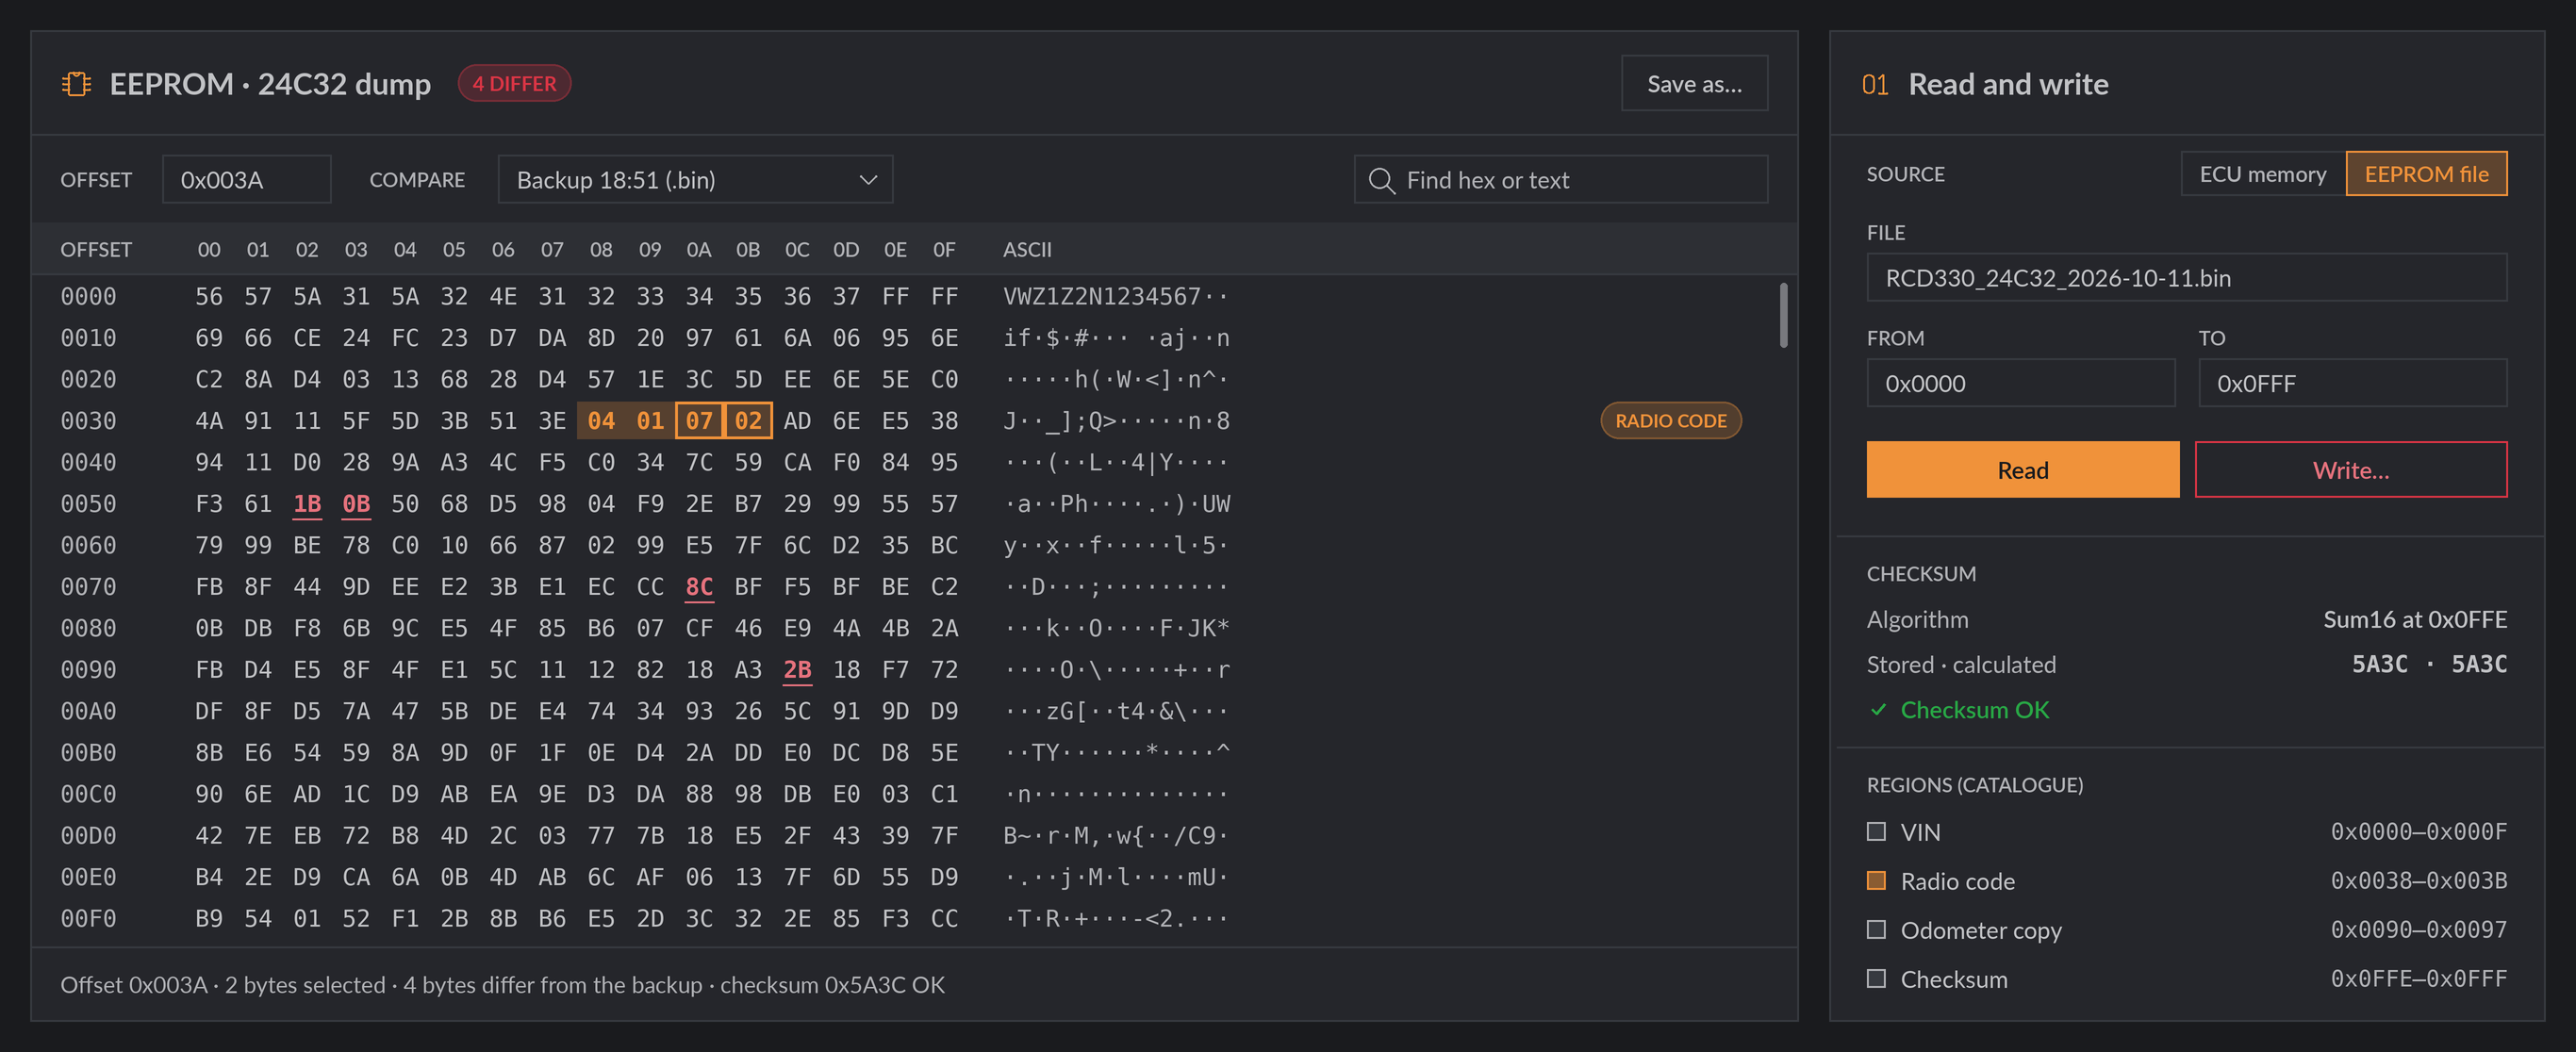 EEPROM · 24C32 dump 4 DIFFER Save as...
OFFSET 0x003A COMPARE Backup 18:51 (.bin) Find hex or text
OFFSET 00 01 02 03 04 05 06 07 08 09 0A 0B 0C 0D 0E 0F ASCII
0000 56 57 5A 31 5A 32 4E 31 32 33 34 35 36 37 FF FF VWZ1Z2N1234567··
0010 69 66 CE 24 FC 23 D7 DA 8D 20 97 61 6A 06 95 6E if·$·#··· ·aj··n
0020 C2 8A D4 03 13 68 28 D4 57 1E 3C 5D EE 6E 5E C0 ·····h(·W·<]·n^·
0030 4A 91 11 5F 5D 3B 51 3E 04 01 07 02 AD 6E E5 38 J··_];Q>·····n·8 RADIO CODE
0040 94 11 D0 28 9A A3 4C F5 C0 34 7C 59 CA F0 84 95 ···(··L··4|Y····
0050 F3 61 1B 0B 50 68 D5 98 04 F9 2E B7 29 99 55 57 ·a··Ph····.·)·UW
0060 79 99 BE 78 C0 10 66 87 02 99 E5 7F 6C D2 35 BC y··x··f·····l·5·
0070 FB 8F 44 9D EE E2 3B E1 EC CC 8C BF F5 BF BE C2 ··D···;·········
0080 0B DB F8 6B 9C E5 4F 85 B6 07 CF 46 E9 4A 4B 2A ···k··O····F·JK*
0090 FB D4 E5 8F 4F E1 5C 11 12 82 18 A3 2B 18 F7 72 ····O·\·····+··r
00A0 DF 8F D5 7A 47 5B DE E4 74 34 93 26 5C 91 9D D9 ···zG[··t4·&\···
00B0 8B E6 54 59 8A 9D 0F 1F 0E D4 2A DD E0 DC D8 5E ··TY······*····^
00C0 90 6E AD 1C D9 AB EA 9E D3 DA 88 98 DB E0 03 C1 ·n··············
00D0 42 7E EB 72 B8 4D 2C 03 77 7B 18 E5 2F 43 39 7F B~·r·M,·w{··/C9·
00E0 B4 2E D9 CA 6A 0B 4D AB 6C AF 06 13 7F 6D 55 D9 ·.··j·M·l····mU·
00F0 B9 54 01 52 F1 2B 8B B6 E5 2D 3C 32 2E 85 F3 CC ·T·R·+···-<2.···
Offset 0x003A · 2 bytes selected · 4 bytes differ from the backup · checksum 0x5A3C OK
01 Read and write
SOURCE ECU memory EEPROM file
FILE
RCD330_24C32_2026-10-11.bin
FROM TO
0x0000 0x0FFF
Read Write...
CHECKSUM
Algorithm Sum16 at 0x0FFE
Stored · calculated 5A3C · 5A3C
Checksum OK
REGIONS (CATALOGUE)
VIN 0x0000–0x000F
Radio code 0x0038–0x003B
Odometer copy 0x0090–0x0097
Checksum 0x0FFE–0x0FFF